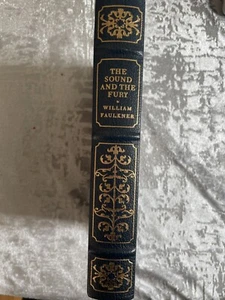 THE
SOUND
AND THE
FURY
WILLIAM
FAULKNER